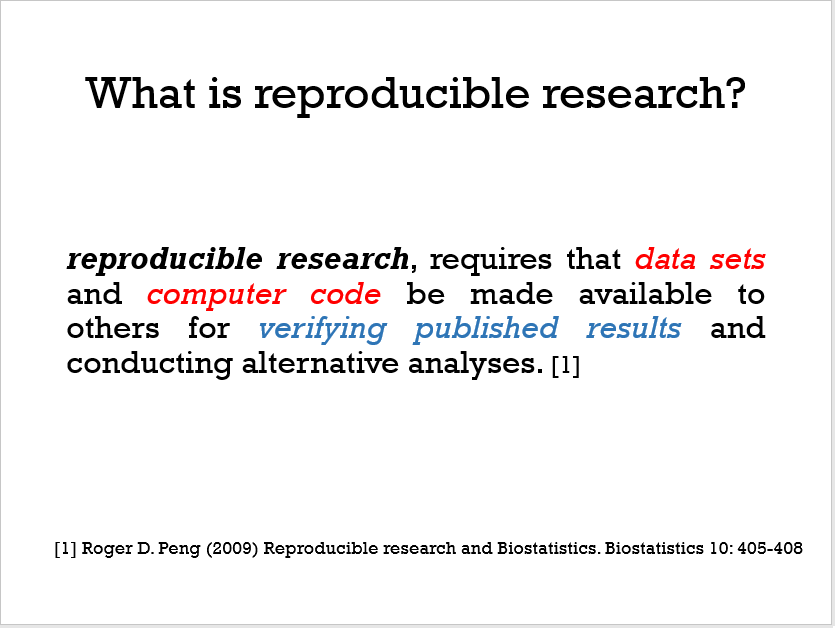 What is reproducible research?
reproducible research, requires that data sets
and computer code be made available to
others for verifying published results and
conducting alternative analyses. [1]
[1] Roger D. Peng (2009) Reproducible research and Biostatistics. Biostatistics 10: 405-408